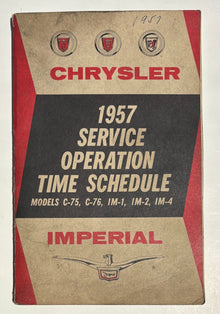 1957
CHRYSLER
1957
SERVICE
OPERATION
TIME SCHEDULE
MODELS C-75, C-76, IM-1, IM-2, IM-4
IMPERIAL